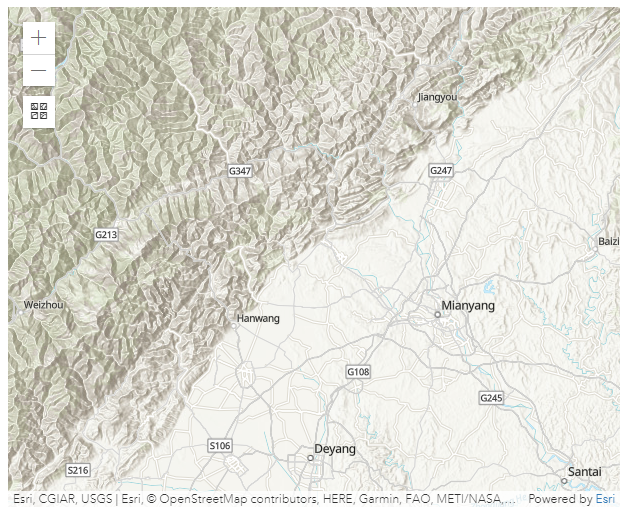 Jiangyou
G347
G247
G213
Baizi
Weizhou
Mianyang
Hanwang
G108
G245
S106
Deyang
S216
Santai
Esri, CGIAR, USGS | Esri, © OpenStreetMap contributors, HERE, Garmin, FAO, METI/NASA,... Powered by Esri